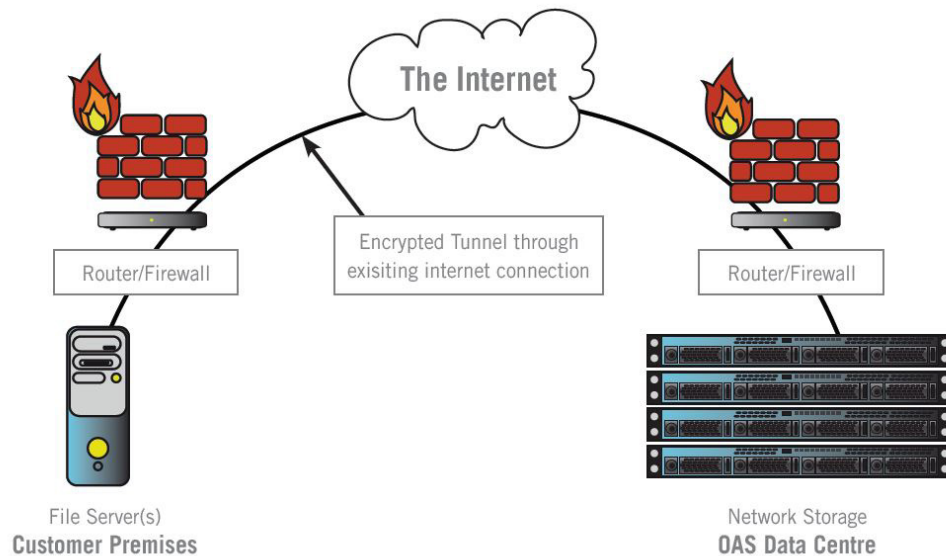 The Internet
Encrypted Tunnel through
exisiting internet connection
Router/Firewall
Router/Firewall
File Server(s)
Customer Premises
Network Storage
OAS Data Centre